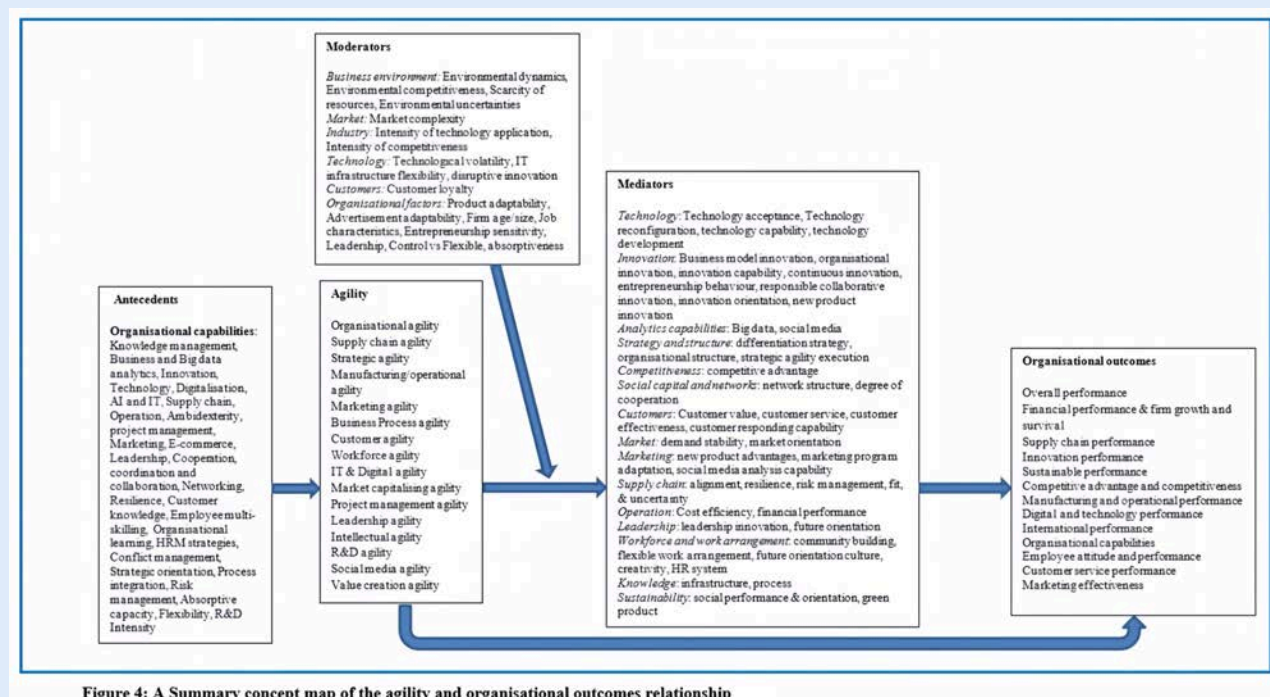 Moderators
Business environment: Environmental dynamics,
Environmental competitiveness, Scarcity of
resources, Environmental uncertainties
Market: Market complexity
Industry: Intensity of technology application,
Intensity of competitiveness
Technology: Technological volatility, IT
infrastructure flexibility, disruptive innovation
Customers: Customer loyalty
Organisational factors: Product adaptability,
Advertisement adaptability, Firm age/size, Job
characteristics, Entrepreneurship sensitivity,
Leadership, Control vs Flexible, absorptiveness
Antecedents
Organisational capabilities:
Knowledge management,
Business and Big data
analytics, Innovation,
Technology, Digitalisation,
AI and IT, Supply chain,
Operation, Ambidexterity,
project management,
Marketing, E-commerce,
Leadership, Cooperation,
coordination and
collaboration, Networking,
Resilience, Customer
knowledge, Employee multi-
skilling, Organisational
learning, HRM strategies,
Conflict management,
Strategic orientation, Process
integration, Risk
management, Absorptive
capacity, Flexibility, R&D
Intensity
Agility
Organisational agility
Supply chain agility
Strategic agility
Manufacturing/operational
agility
Marketing agility
Business Process agility
Customer agility
Workforce agility
IT & Digital agility
Market capitalising agility
Project management agility
Leadership agility
Intellectual agility
R&D agility
Social media agility
Value creation agility
Mediators
Technology: Technology acceptance, Technology
reconfiguration, technology capability, technology
development
Innovation: Business model innovation, organisational
innovation, innovation capability, continuous innovation,
entrepreneurship behaviour, responsible collaborative
innovation, innovation orientation, new product
innovation
Analytics capabilities: Big data, social media
Strategy and structure: differentiation strategy,
organisational structure, strategic agility execution
Competitiveness: competitive advantage
Social capital and networks: network structure, degree of
cooperation
Customers: Customer value, customer service, customer
effectiveness, customer responding capability
Market: demand stability, market orientation
Marketing: new product advantages, marketing program
adaptation, social media analysis capability
Supply chain: alignment, resilience, risk management, fit,
& uncertainty
Operation: Cost efficiency, financial performance
Leadership: leadership innovation, future orientation
Workforce and work arrangement: community building,
flexible work arrangement, future orientation culture,
creativity, HR system
Knowledge: infrastructure, process
Sustainability: social performance & orientation, green
product
Organisational outcomes
Overall performance
Financial performance & firm growth and
survival
Supply chain performance
Innovation performance
Sustainable performance
Competitive advantage and competitiveness
Manufacturing and operational performance
Digital and technology performance
International performance
Organisational capabilities
Employee attitude and performance
Customer service performance
Marketing effectiveness
Figure 4: A Summary concept map of the agility and organisational outcomes relationship